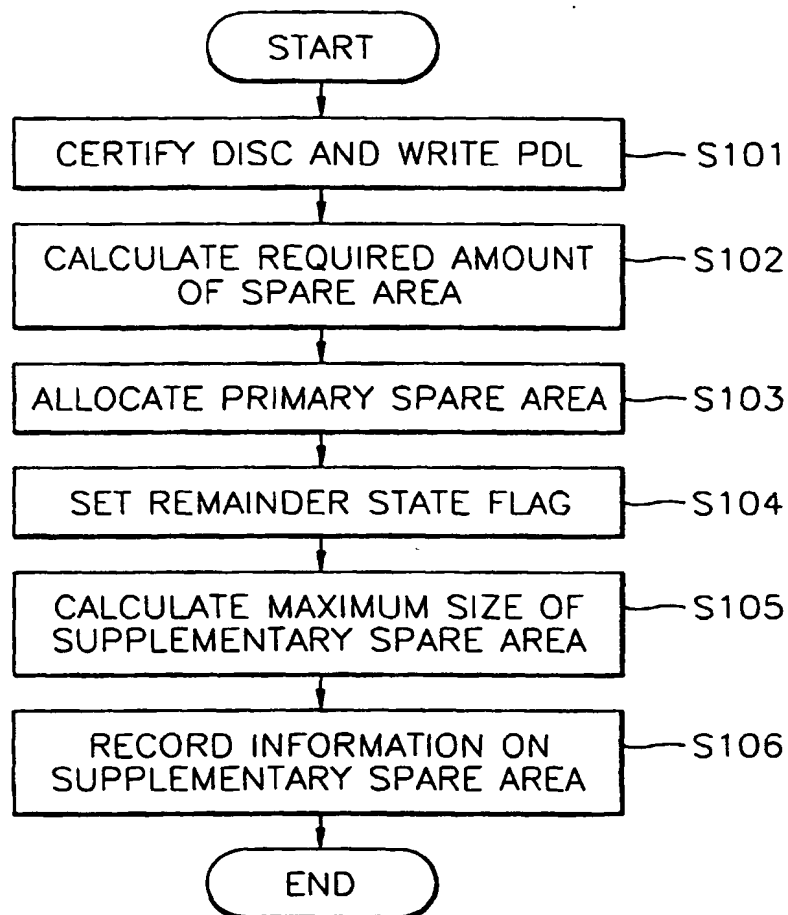 START
CERTIFY DISC AND WRITE PDL
S101
CALCULATE REQUIRED AMOUNT
OF SPARE AREA
S102
ALLOCATE PRIMARY SPARE AREA
S103
SET REMAINDER STATE FLAG
S104
CALCULATE MAXIMUM SIZE OF
SUPPLEMENTARY SPARE AREA
S105
RECORD INFORMATION ON
SUPPLEMENTARY SPARE AREA
S106
END